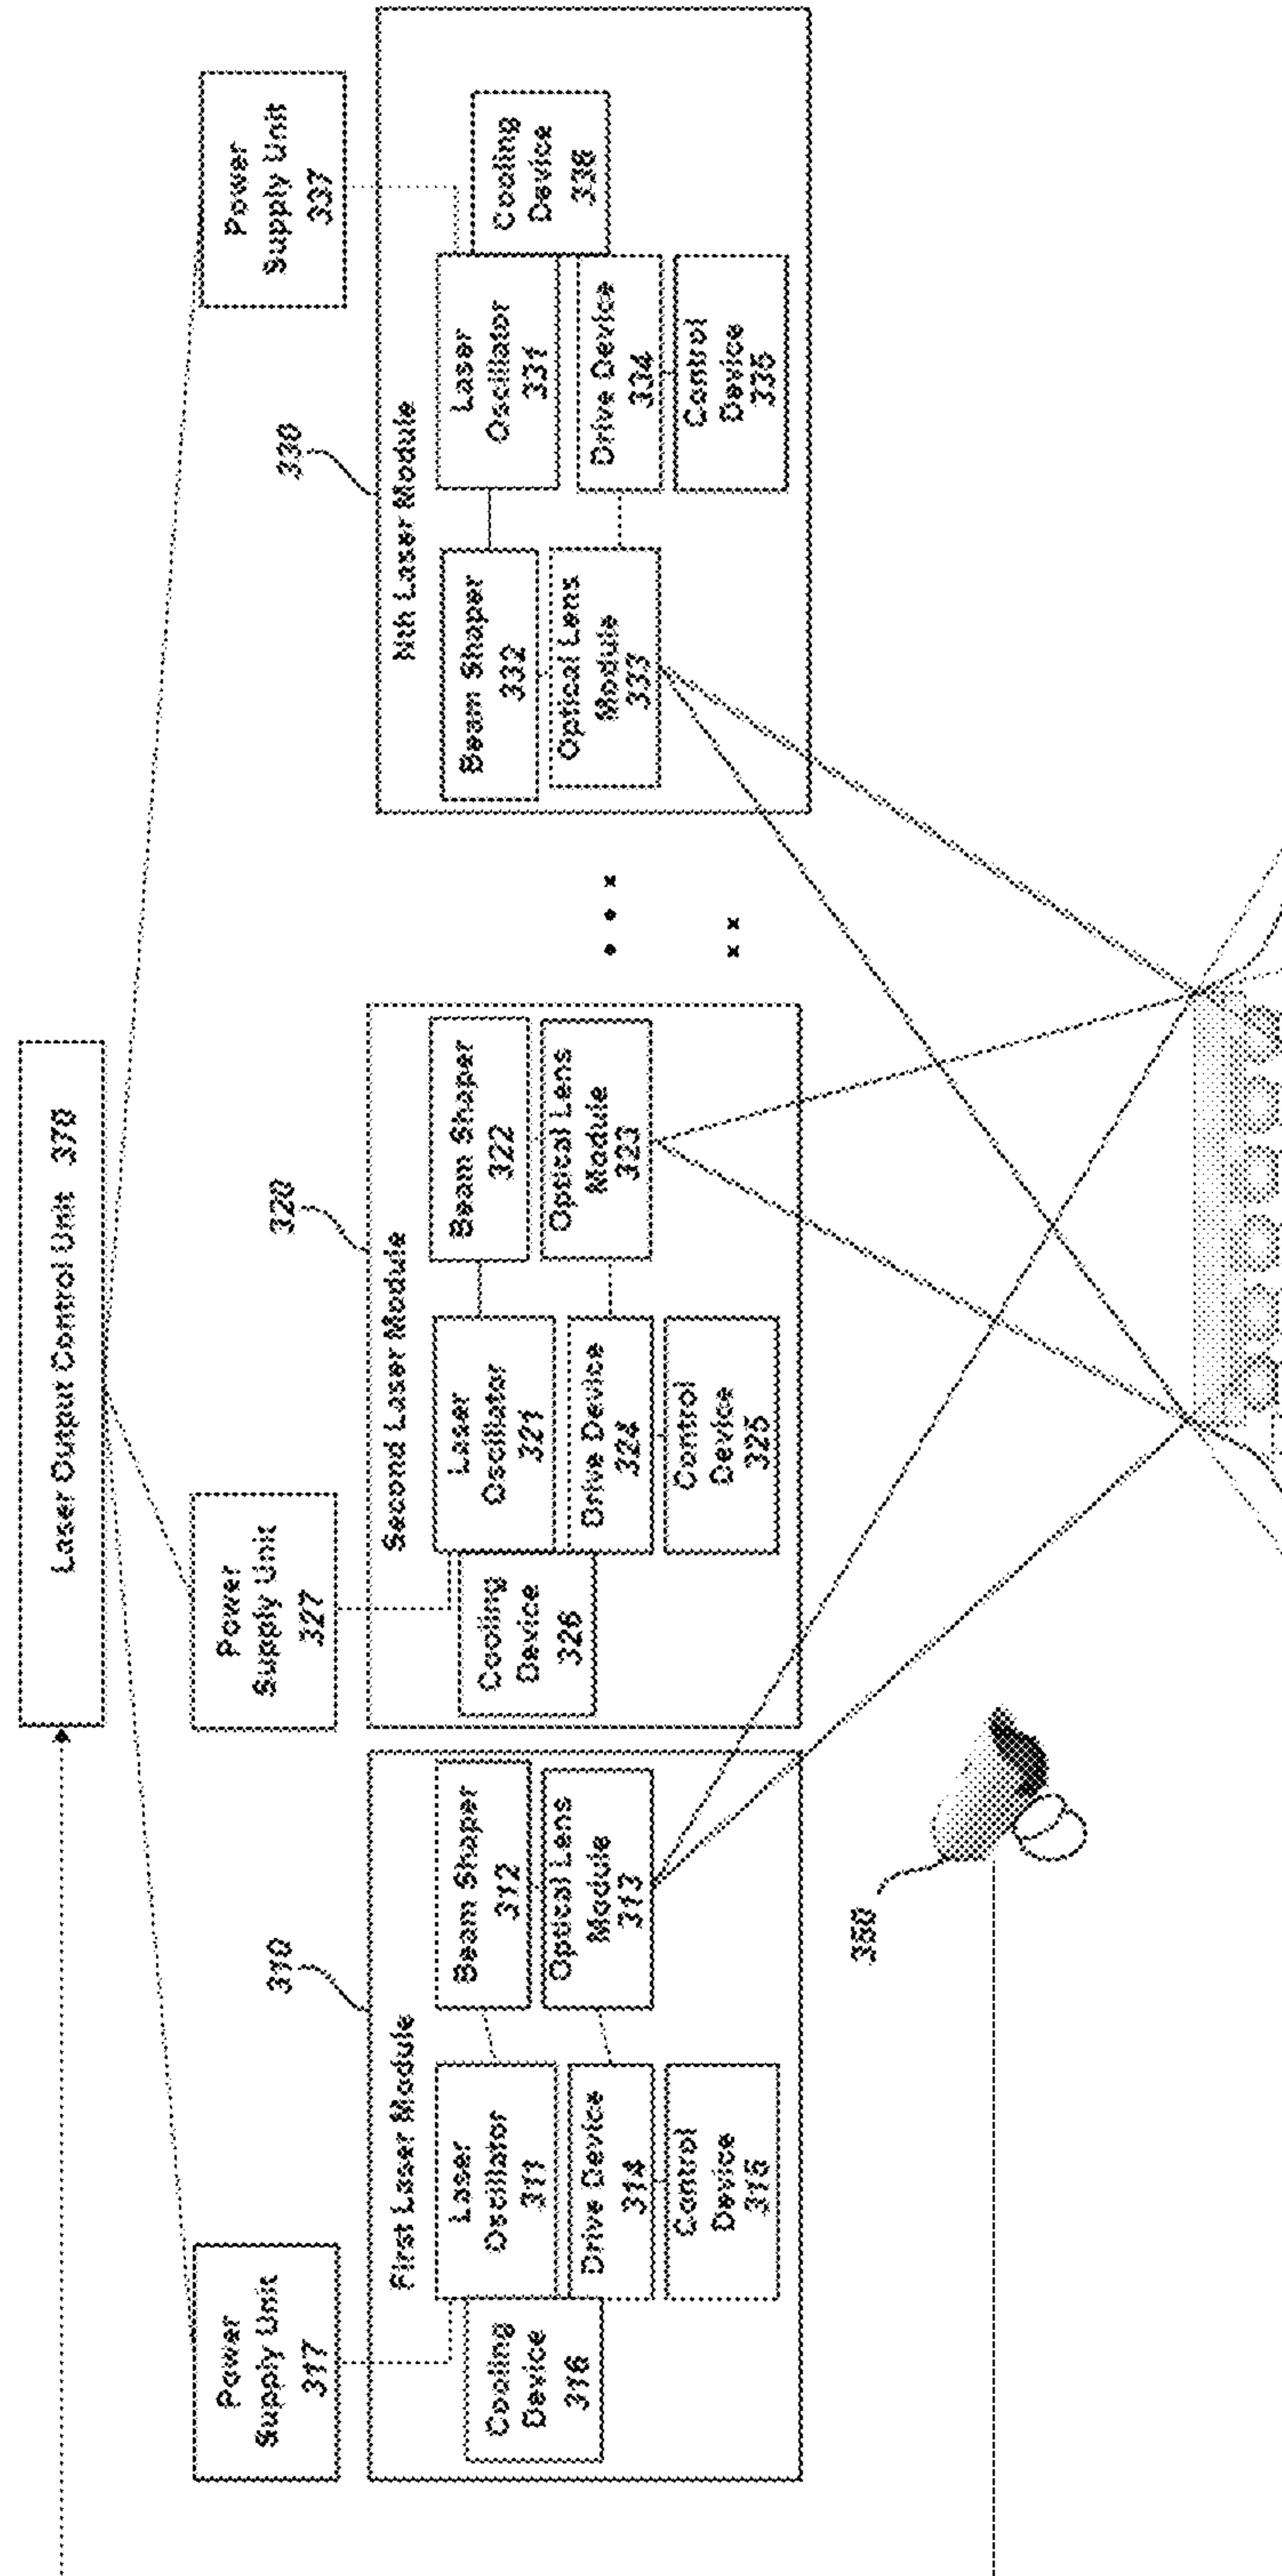 Laser Output Control Unit 370
Power
Supply Unit
317
Power
Supply Unit
327
Power
Supply Unit
337
310
First Laser Module
Laser
Oscillator
311
Beam Shaper
312
Cooling
Device
316
Drive Device
314
Optical Lens
Module
313
Control
Device
315
320
Second Laser Module
Laser
Oscillator
321
Beam Shaper
322
Cooling
Device
326
Drive Device
324
Optical Lens
Module
323
Control
Device
325
330
Nth Laser Module
Beam Shaper
332
Laser
Oscillator
331
Cooling
Device
336
Optical Lens
Module
333
Drive Device
334
Control
Device
335
350